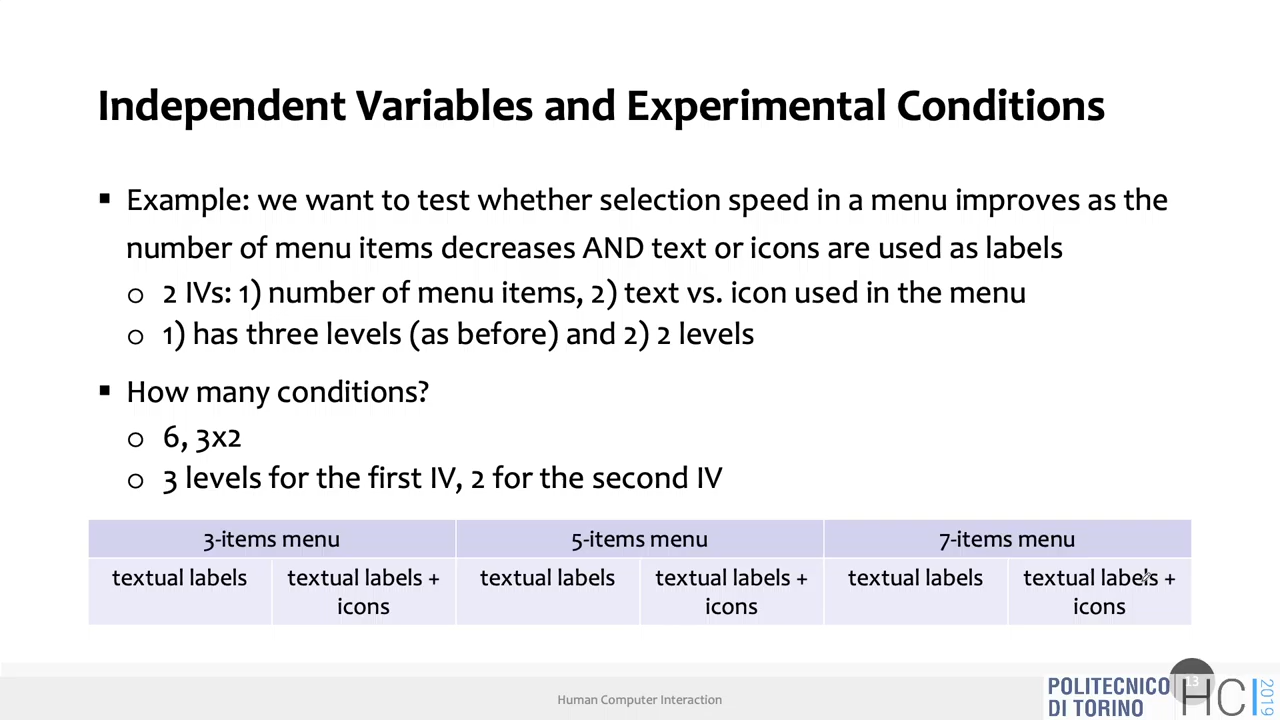 Independent Variables and Experimental Conditions
▪ Example: we want to test whether selection speed in a menu improves as the
number of menu items decreases AND text or icons are used as labels
o 2 IVs: 1) number of menu items, 2) text vs. icon used in the menu
o 1) has three levels (as before) and 2) 2 levels
▪ How many conditions?
o 6, 3x2
o 3 levels for the first IV, 2 for the second IV
3-items menu 5-items menu 7-items menu
textual labels textual labels + icons textual labels textual labels + icons textual labels textual labels + icons
Human Computer Interaction
13
POLITECNICO
DI TORINO
HCI
2019